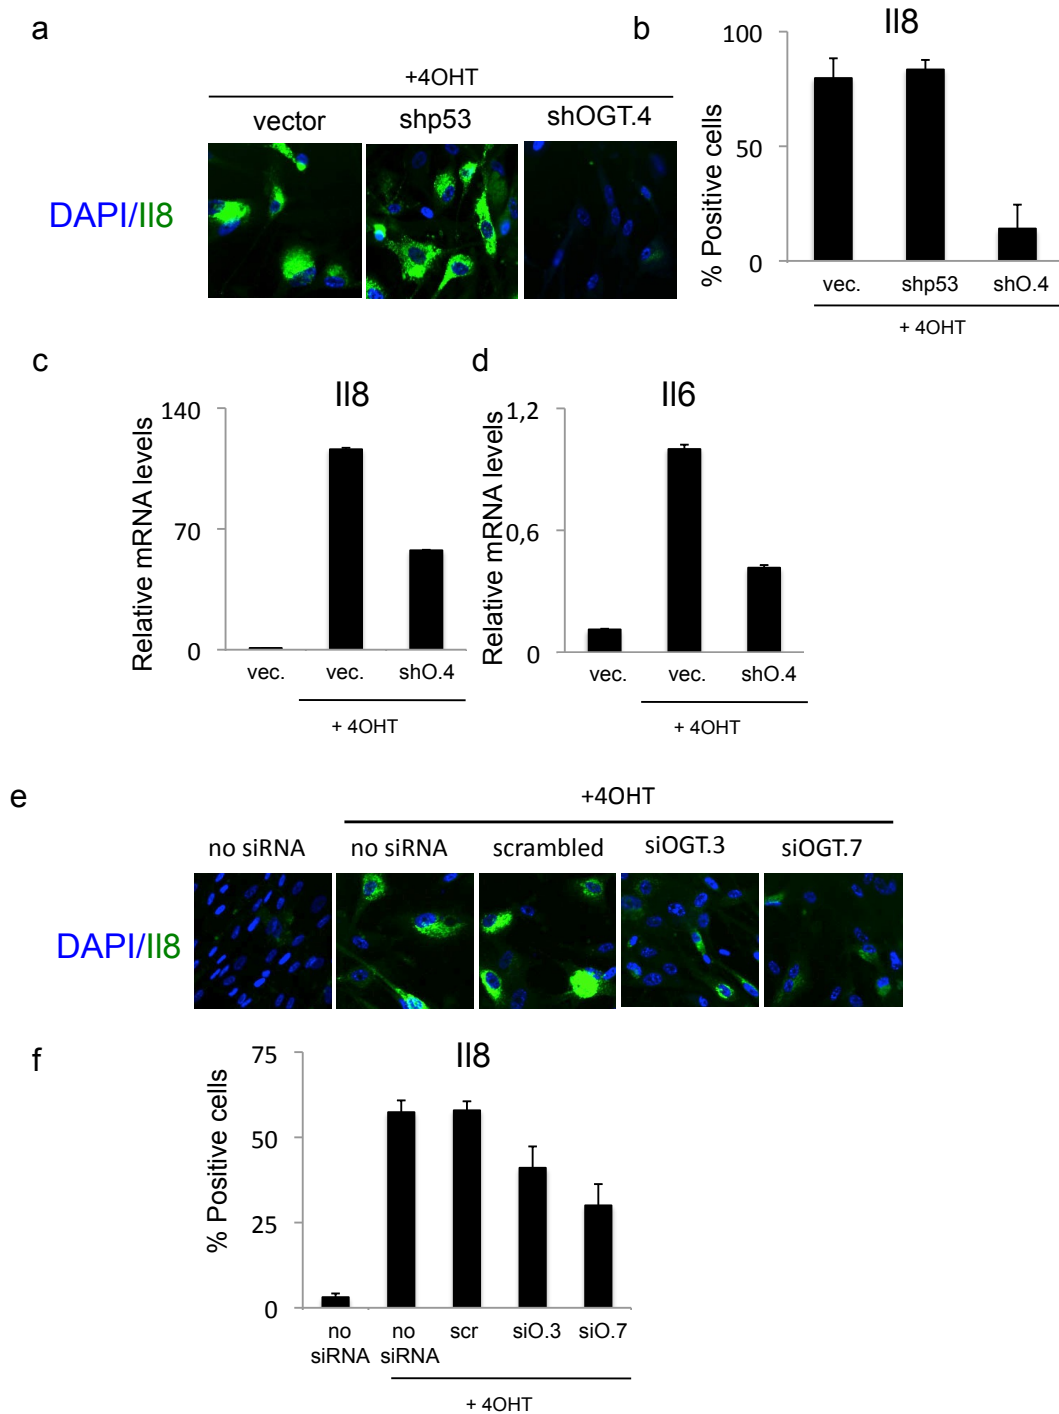 a
+4OHT
vector shp53 shOGT.4
DAPI/Il8
b
Il8
% Positive cells
100
50
0
vec. shp53 shO.4
+ 4OHT
c
Il8
Relative mRNA levels
140
70
0
vec. vec. shO.4
+ 4OHT
d
Il6
Relative mRNA levels
1,2
0,6
0
vec. vec. shO.4
+ 4OHT
e
+4OHT
no siRNA no siRNA scrambled siOGT.3 siOGT.7
DAPI/Il8
f
Il8
% Positive cells
75
50
25
0
no siRNA no siRNA scr siO.3 siO.7
+ 4OHT